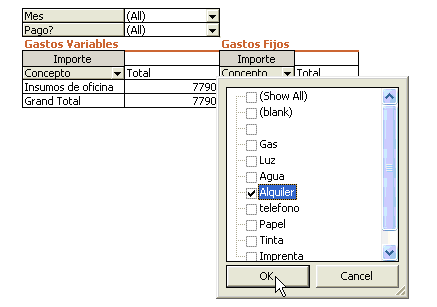 Mes (All)
Pago? (All)
Gastos Variables Gastos Fijos
Importe Importe
Concepto Total Concepto Total
Insumos de oficina 7790
Grand Total 7790
(Show All)
(blank)
Gas
Luz
Agua
Alquiler
telefono
Papel
Tinta
Imprenta
OK Cancel